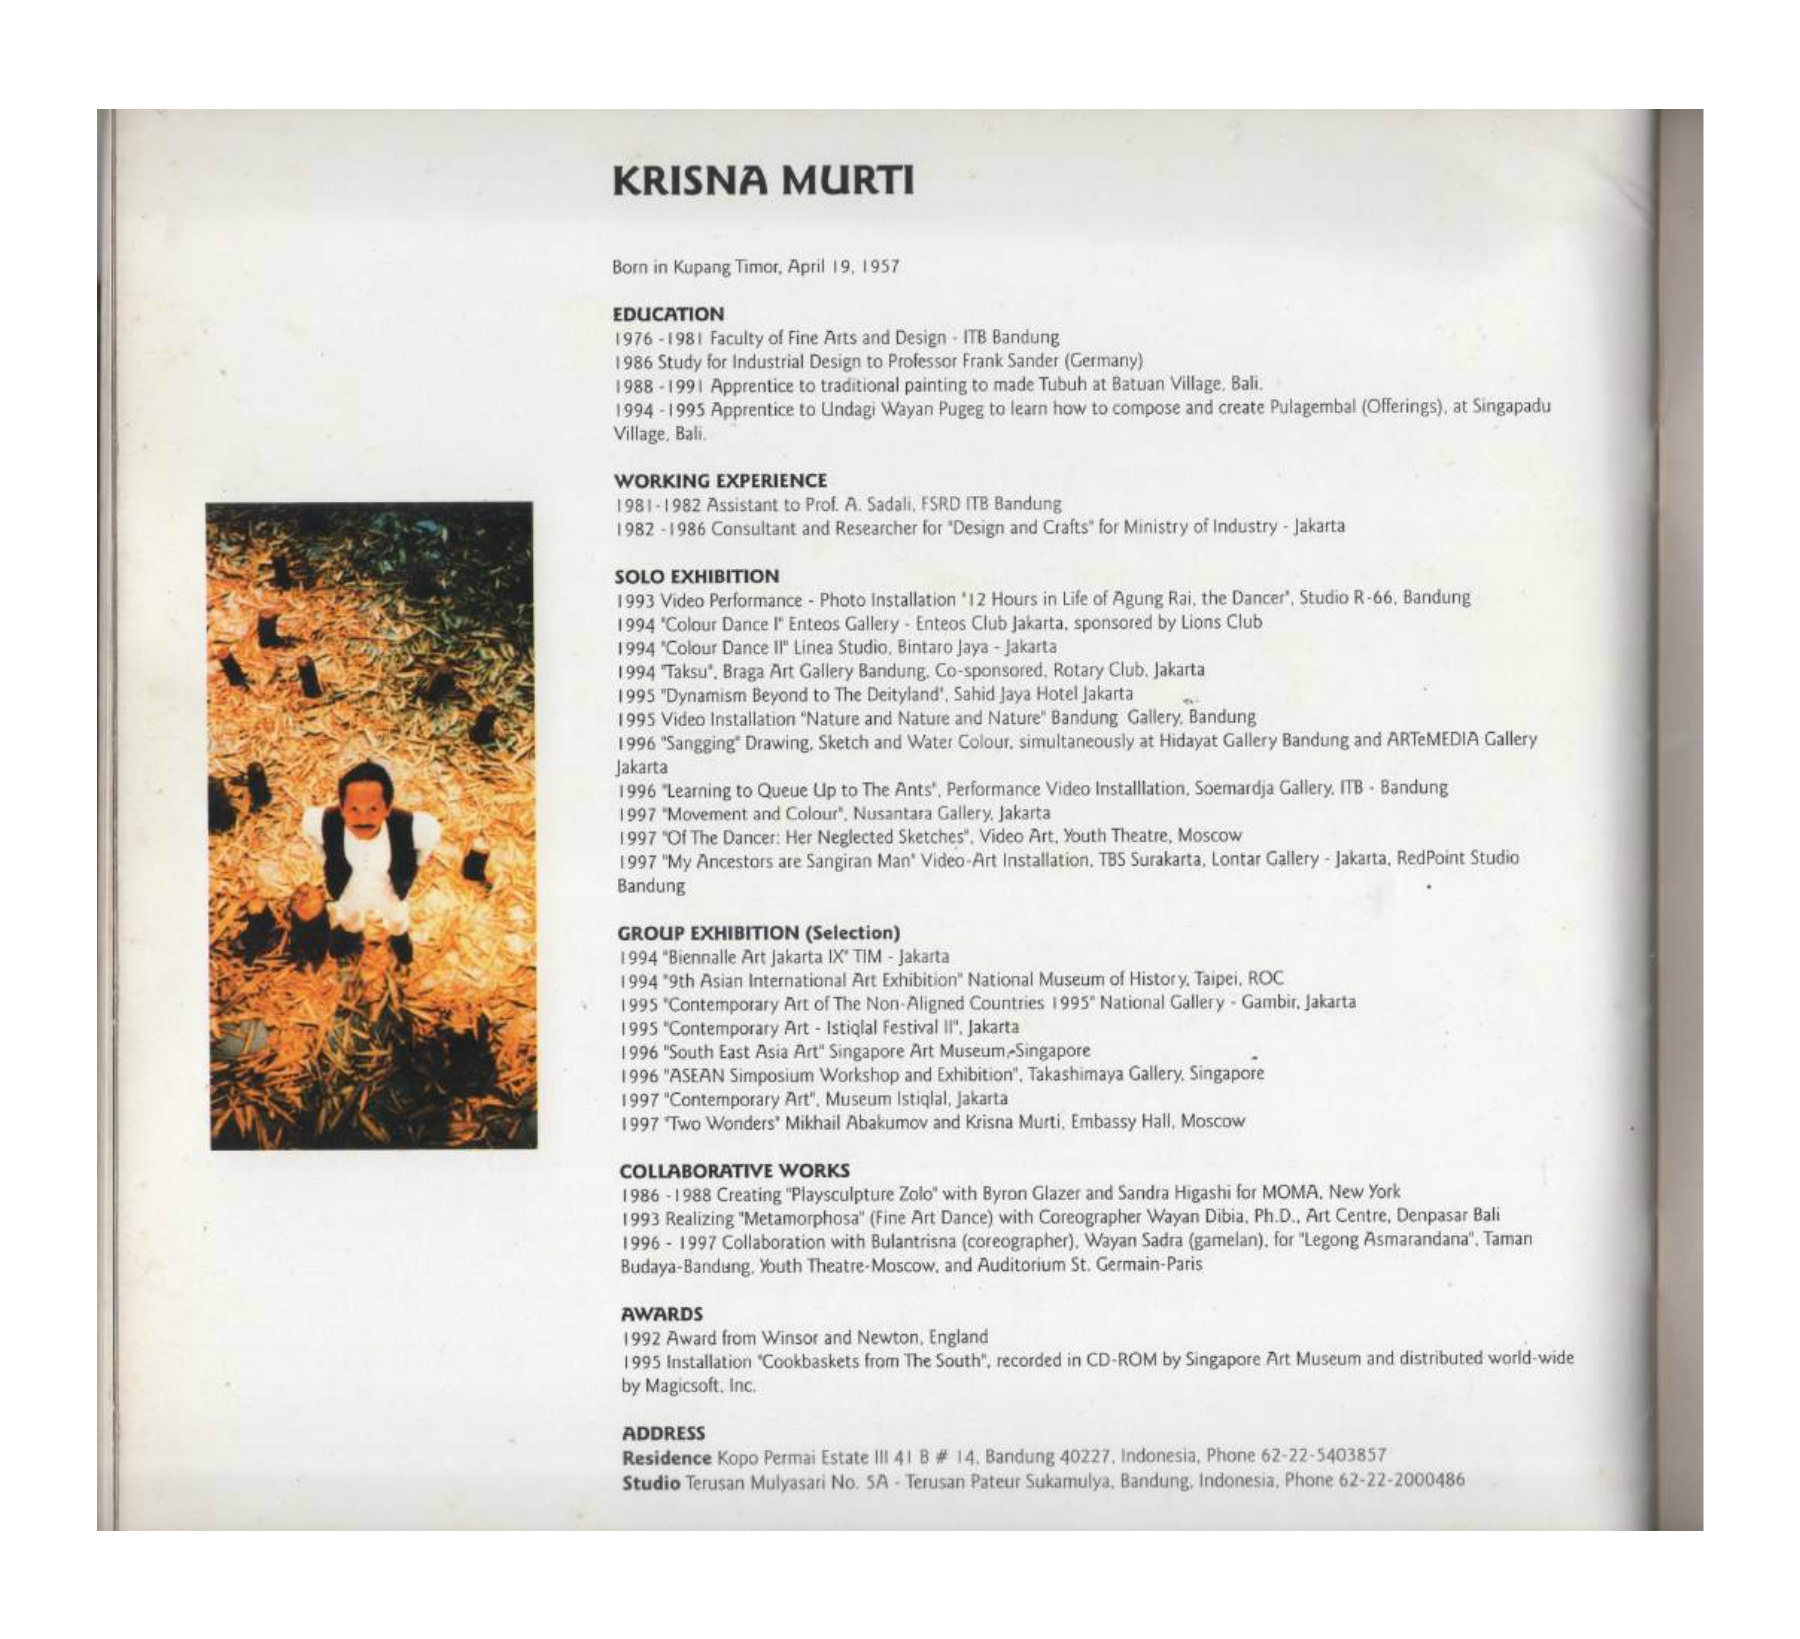 KRISNA MURTI
Born in Kupang Timor, April 19, 1957
EDUCATION
1976 -1981 Faculty of Fine Arts and Design - ITB Bandung
1986 Study for Industrial Design to Professor Frank Sander (Germany)
1988 -1991 Apprentice to traditional painting to made Tubuh at Batuan Village, Bali.
1994 -1995 Apprentice to Undagi Wayan Pugeg to learn how to compose and create Pulagembal (Offerings), at Singapadu
Village, Bali.
WORKING EXPERIENCE
1981-1982 Assistant to Prof. A. Sadali, FSRD ITB Bandung
1982 -1986 Consultant and Researcher for "Design and Crafts" for Ministry of Industry - Jakarta
SOLO EXHIBITION
1993 Video Performance - Photo Installation "12 Hours in Life of Agung Rai, the Dancer", Studio R-66, Bandung
1994 "Colour Dance I" Enteos Gallery - Enteos Club Jakarta, sponsored by Lions Club
1994 "Colour Dance II" Linea Studio, Bintaro Jaya - Jakarta
1994 "Taksu", Braga Art Gallery Bandung, Co-sponsored, Rotary Club, Jakarta
1995 "Dynamism Beyond to The Deityland", Sahid Jaya Hotel Jakarta
1995 Video Installation "Nature and Nature and Nature" Bandung Gallery, Bandung
1996 "Sangging" Drawing, Sketch and Water Colour, simultaneously at Hidayat Gallery Bandung and ARTeMEDIA Gallery
Jakarta
1996 "Learning to Queue Up to The Ants", Performance Video Installlation, Soemardja Gallery, ITB - Bandung
1997 "Movement and Colour", Nusantara Gallery, Jakarta
1997 "Of The Dancer: Her Neglected Sketches", Video Art, Youth Theatre, Moscow
1997 "My Ancestors are Sangiran Man" Video-Art Installation, TBS Surakarta, Lontar Gallery - Jakarta, RedPoint Studio
Bandung
GROUP EXHIBITION (Selection)
1994 "Biennalle Art Jakarta IX" TIM - Jakarta
1994 "9th Asian International Art Exhibition" National Museum of History, Taipei, ROC
1995 "Contemporary Art of The Non-Aligned Countries 1995" National Gallery - Gambir, Jakarta
1995 "Contemporary Art - Istiqlal Festival II", Jakarta
1996 "South East Asia Art" Singapore Art Museum,-Singapore
1996 "ASEAN Simposium Workshop and Exhibition", Takashimaya Gallery, Singapore
1997 "Contemporary Art", Museum Istiqlal, Jakarta
1997 "Two Wonders" Mikhail Abakumov and Krisna Murti, Embassy Hall, Moscow
COLLABORATIVE WORKS
1986 -1988 Creating "Playsculpture Zolo" with Byron Glazer and Sandra Higashi for MOMA, New York
1993 Realizing "Metamorphosa" (Fine Art Dance) with Coreographer Wayan Dibia, Ph.D., Art Centre, Denpasar Bali
1996 - 1997 Collaboration with Bulantrisna (coreographer), Wayan Sadra (gamelan), for "Legong Asmarandana", Taman
Budaya-Bandung, Youth Theatre-Moscow, and Auditorium St. Germain-Paris
AWARDS
1992 Award from Winsor and Newton, England
1995 Installation "Cookbaskets from The South", recorded in CD-ROM by Singapore Art Museum and distributed world-wide
by Magicsoft, Inc.
ADDRESS
Residence Kopo Permai Estate III 41 B # 14, Bandung 40227, Indonesia, Phone 62-22-5403857
Studio Terusan Mulyasari No. 5A - Terusan Pateur Sukamulya, Bandung, Indonesia, Phone 62-22-2000486